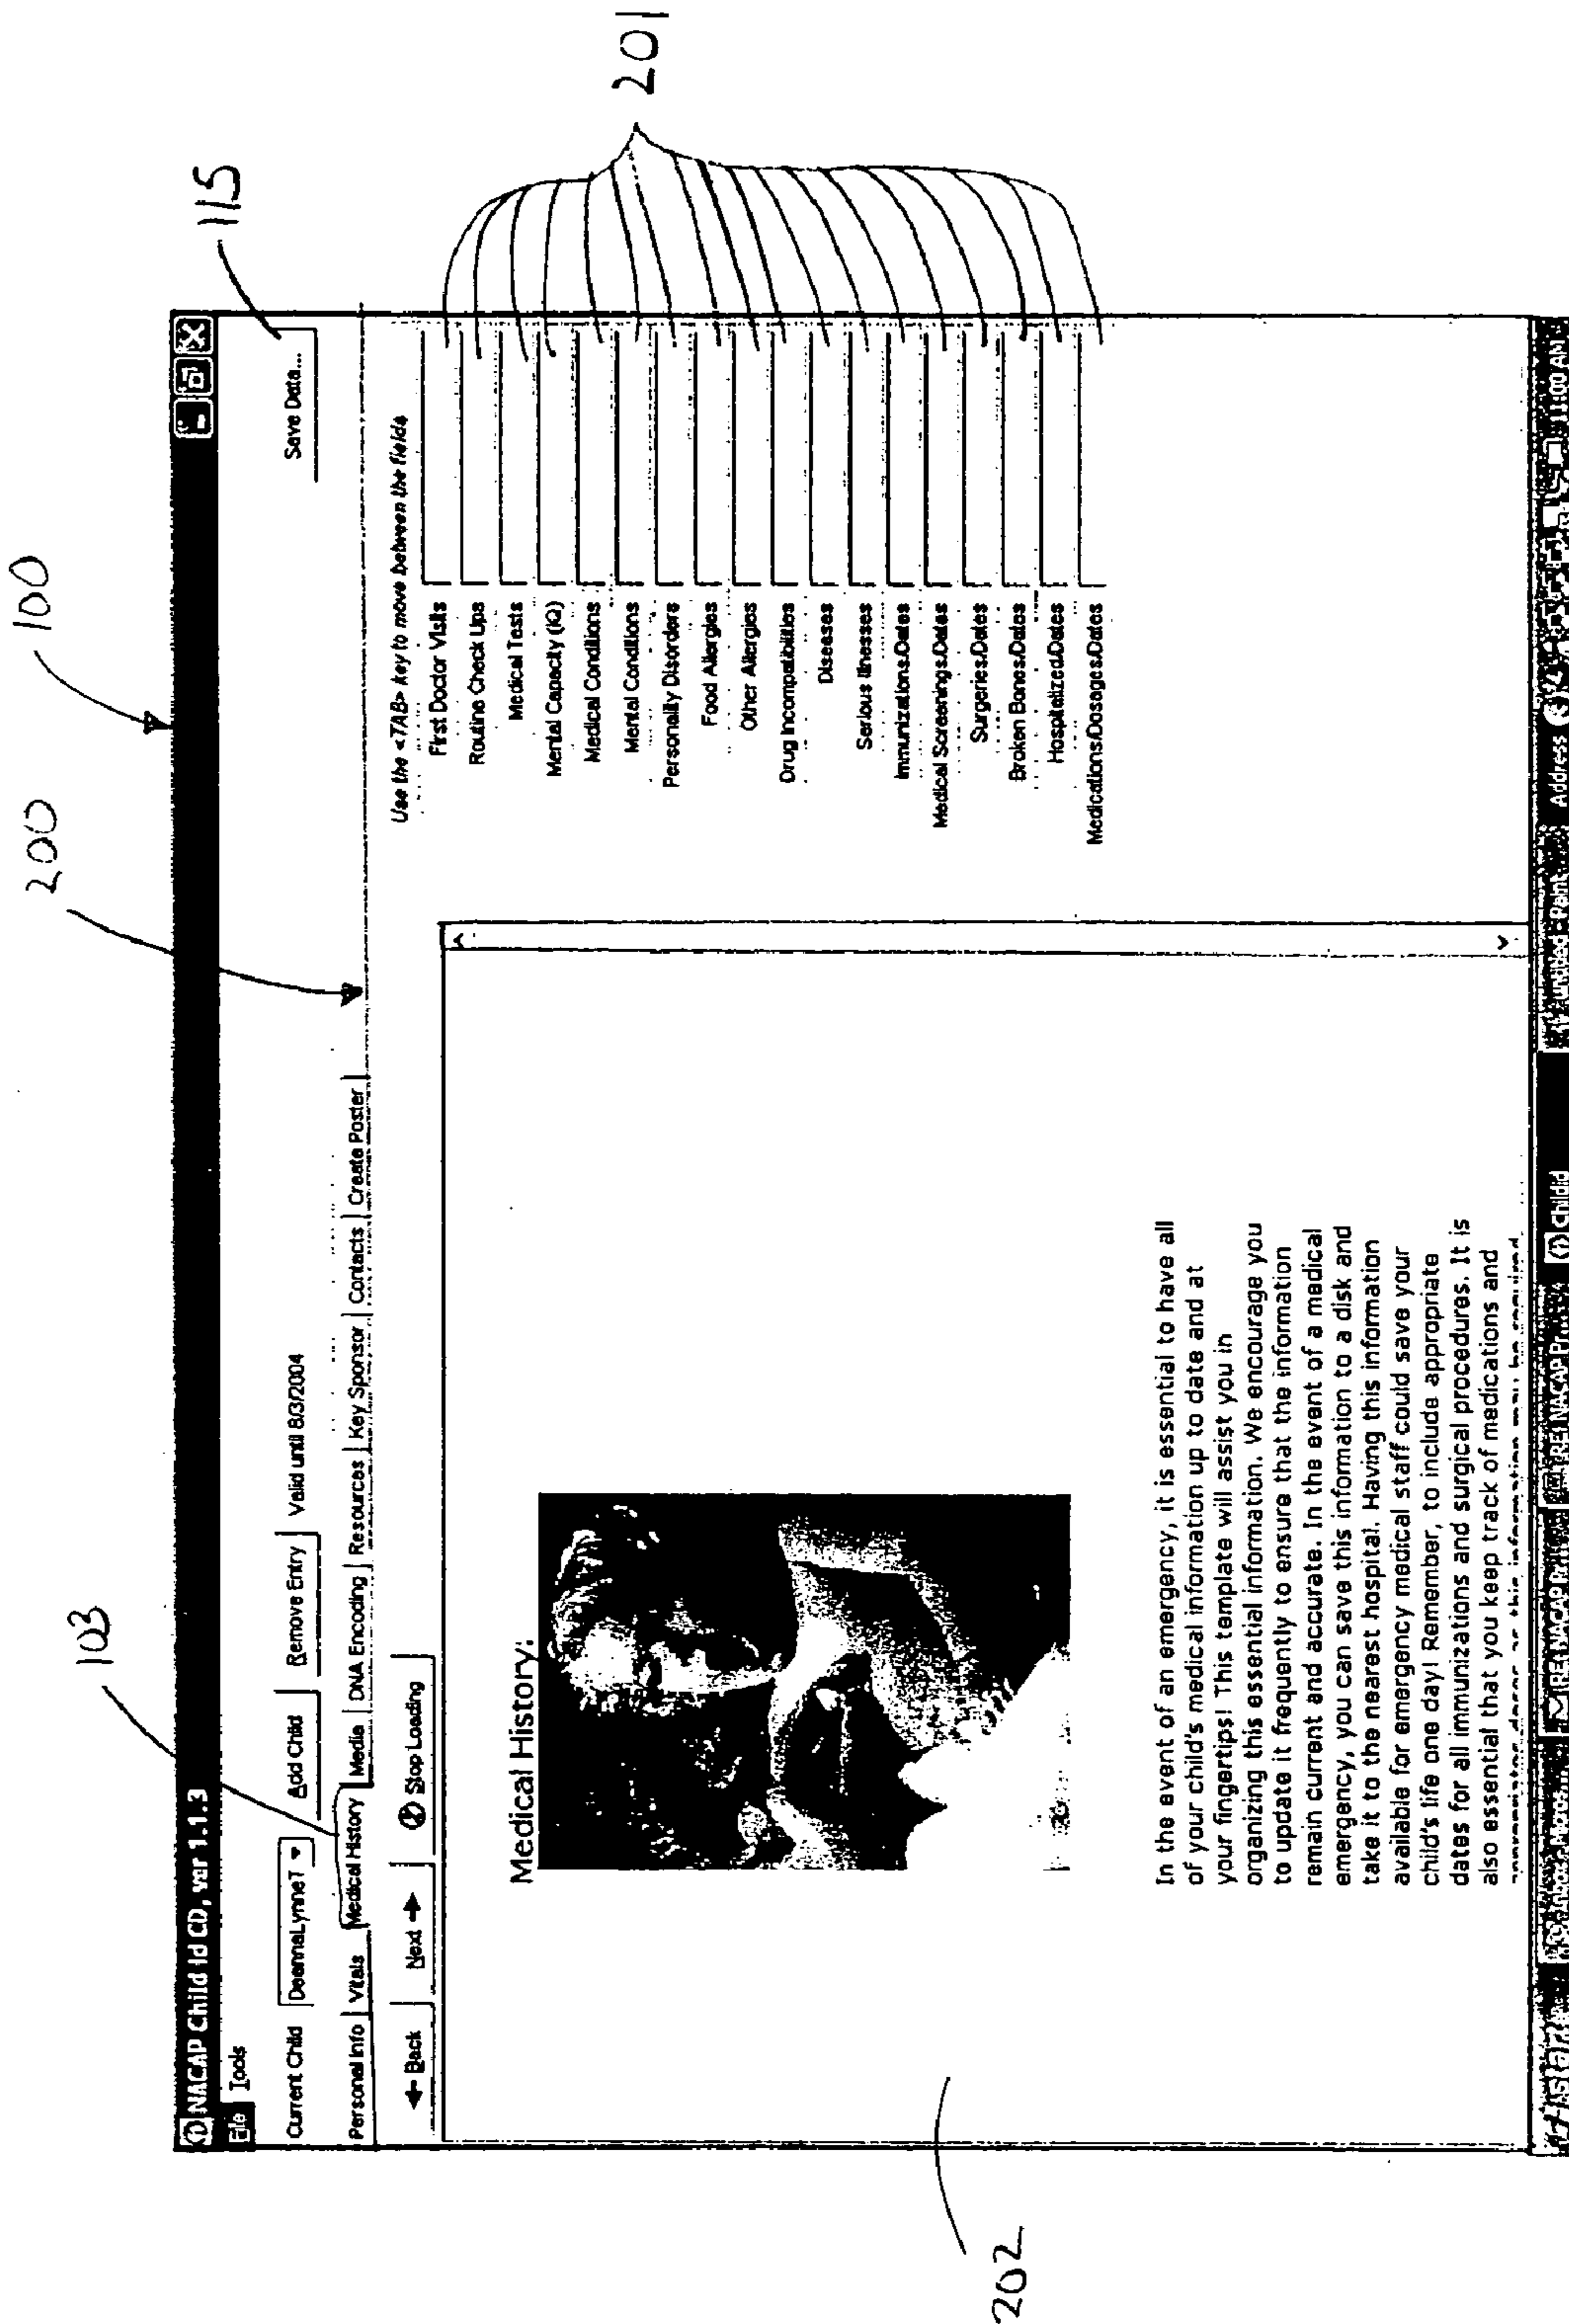 100
200
103
115
NACAP Child Id CD, ver 1.1.3
File Tools
Current Child DeennaLynneT Add Child Remove Entry Valid until 8/3/2004 Save Data...
Personal Info Vitals Medical History Media DNA Encoding Resources Key Sponsor Contacts Create Poster
Back Next Stop Loading
Use the <TAB> key to move between the fields
First Doctor Visits
Routine Check Ups
Medical Tests
Mental Capacity (IQ)
Medical Conditions
Mental Conditions
Personality Disorders
Food Allergies
Other Allergies
Drug Incompatibilities
Diseases
Serious Illnesses
Immunizations/Dates
Medical Screenings/Dates
Surgeries/Dates
Broken Bones/Dates
Hospitalized/Dates
Medications/Dosages/Dates
201
Medical History:
In the event of an emergency, it is essential to have all
of your child's medical information up to date and at
your fingertips! This template will assist you in
organizing this essential information. We encourage you
to update it frequently to ensure that the information
remain current and accurate. In the event of a medical
emergency, you can save this information to a disk and
take it to the nearest hospital. Having this information
available for emergency medical staff could save your
child's life one day! Remember, to include appropriate
dates for all immunizations and surgical procedures. It is
also essential that you keep track of medications and
202
start Childid Address 11:00 AM